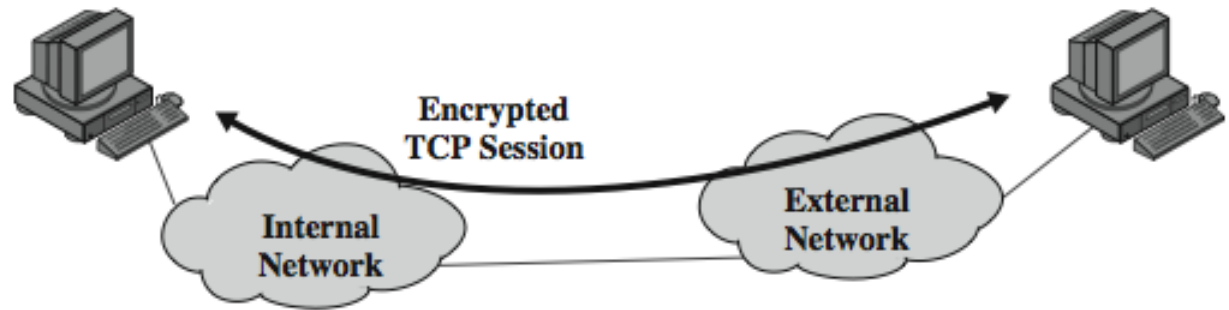 Encrypted
TCP Session
Internal
Network
External
Network